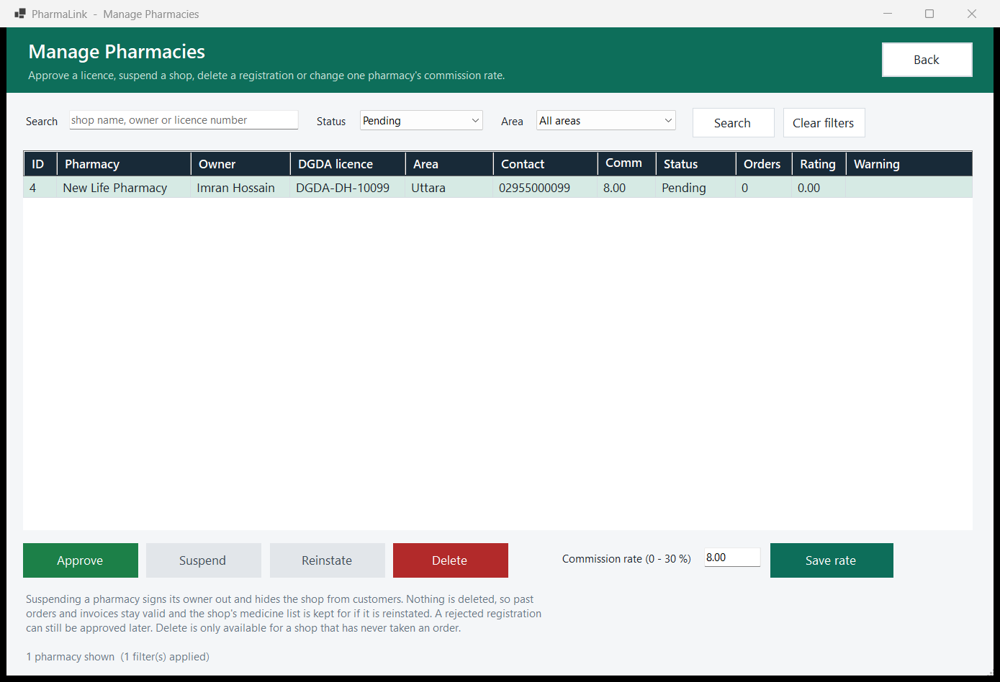 PharmaLink - Manage Pharmacies
Manage Pharmacies
Approve a licence, suspend a shop, delete a registration or change one pharmacy's commission rate.
Back
Search shop name, owner or licence number Status Pending Area All areas Search Clear filters
ID Pharmacy Owner DGDA licence Area Contact Comm Status Orders Rating Warning
4 New Life Pharmacy Imran Hossain DGDA-DH-10099 Uttara 02955000099 8.00 Pending 0 0.00
Approve Suspend Reinstate Delete Commission rate (0 - 30 %) 8.00 Save rate
Suspending a pharmacy signs its owner out and hides the shop from customers. Nothing is deleted, so past
orders and invoices stay valid and the shop's medicine list is kept for if it is reinstated. A rejected registration
can still be approved later. Delete is only available for a shop that has never taken an order.
1 pharmacy shown (1 filter(s) applied)